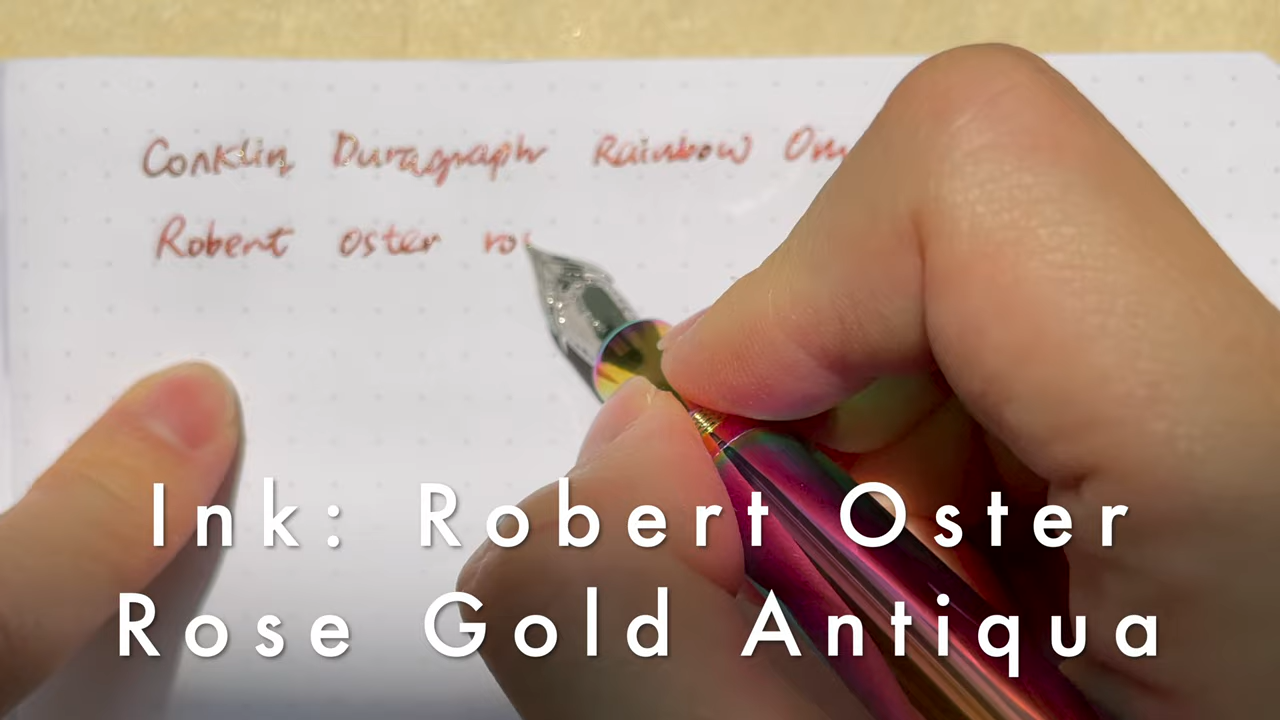 Conklin Duragraph Rainbow
Robert oster
Ink: Robert Oster
Rose Gold Antiqua